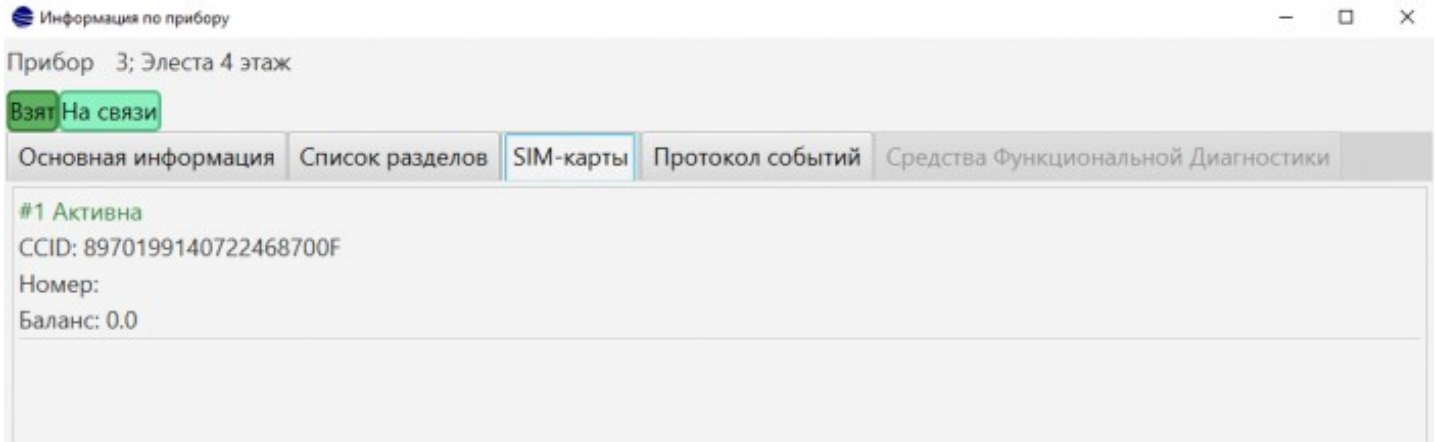 Информация по прибору
Прибор 3; Элеста 4 этаж
Взят На связи
Основная информация Список разделов SIM-карты Протокол событий Средства Функциональной Диагностики
#1 Активна
CCID: 8970199140722468700F
Номер:
Баланс: 0.0